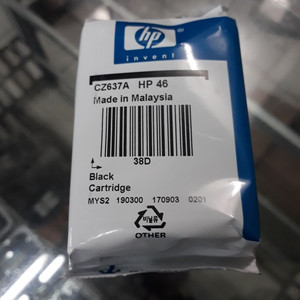 hp
invent
CZ637A HP 46
Made in Malaysia
38D
Black
Cartridge
MYS2 190300 170903 0201
OTHER